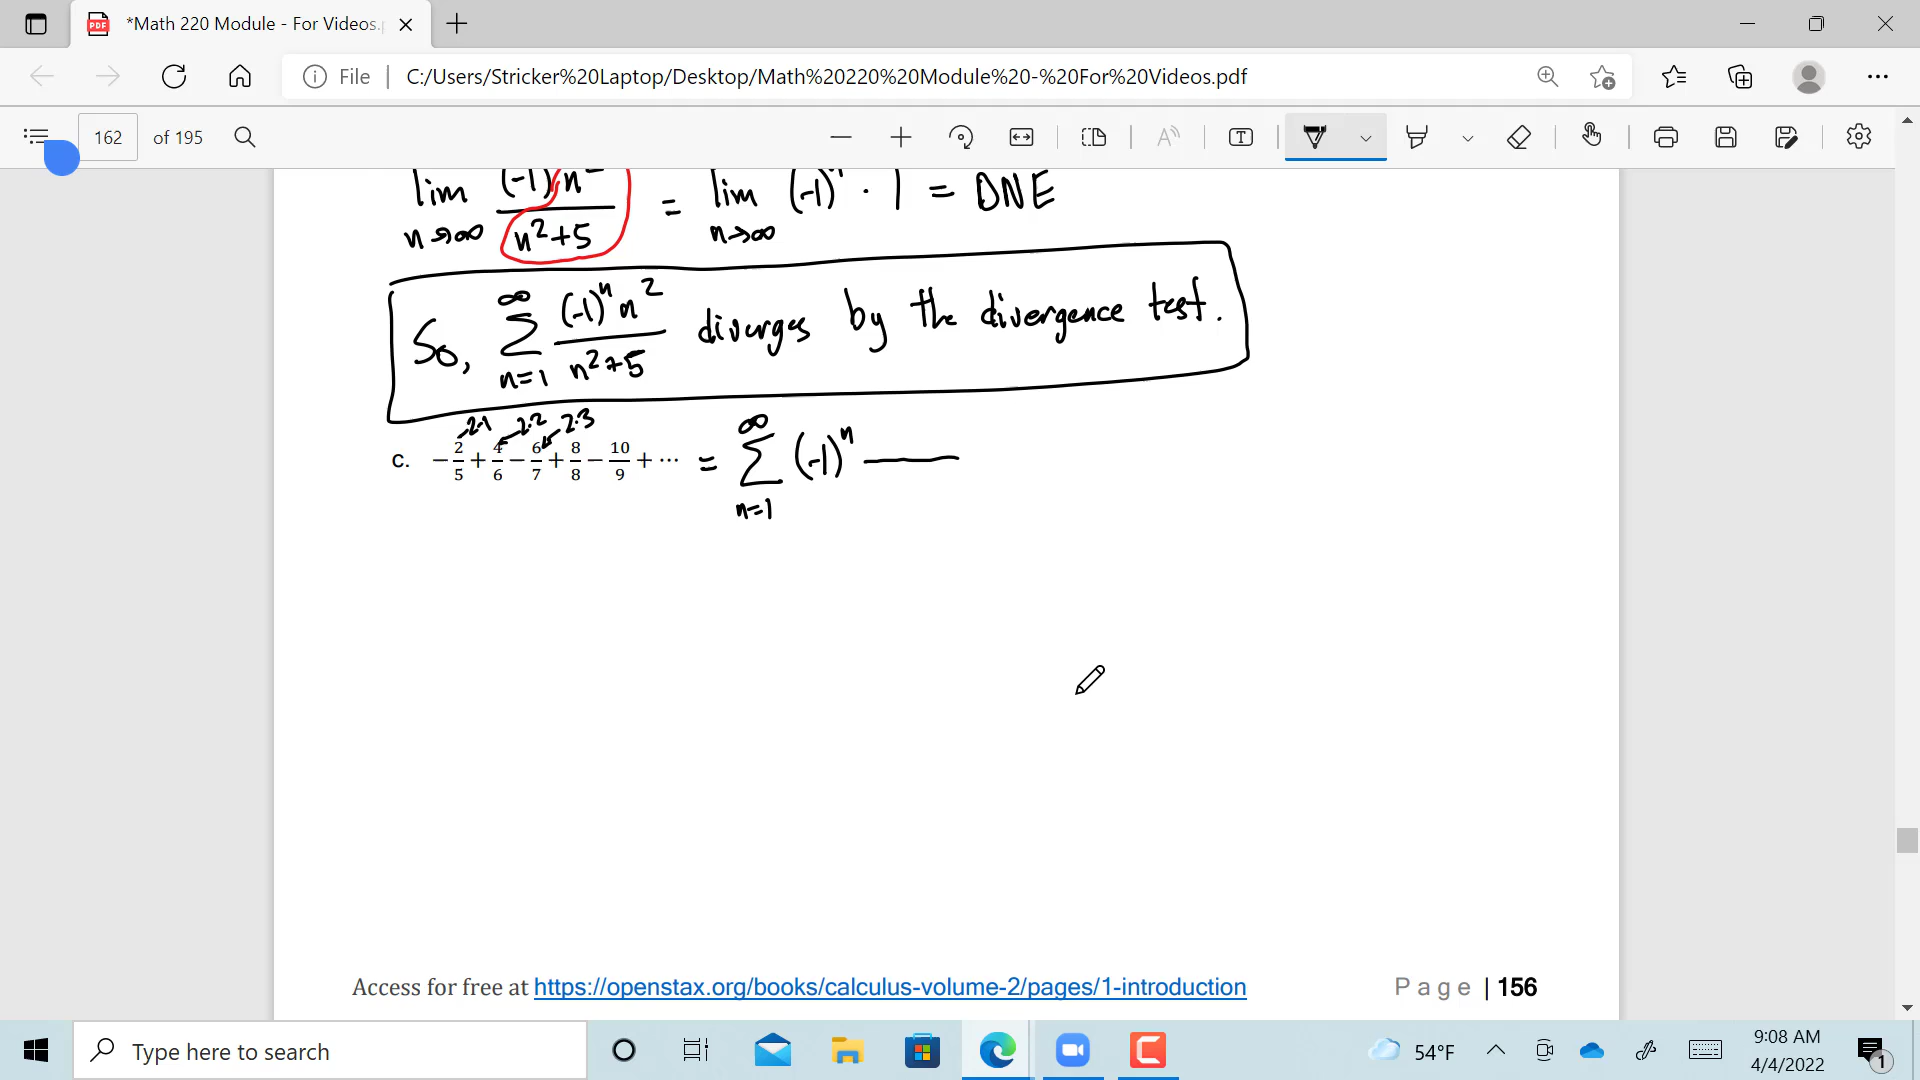 *Math 220 Module - For Videos.p
File | C:/Users/Stricker%20Laptop/Desktop/Math%20220%20Module%20-%20For%20Videos.pdf
162 of 195
lim n→∞ (-1)ⁿn² / n²+5 = lim n→∞ (-1)ⁿ · 1 = DNE
So, ∞ Σ n=1 (-1)ⁿn² / n²+5 diverges by the divergence test.
2·1 2·2 2·3
c. −2/5 + 4/6 − 6/7 + 8/8 − 10/9 + ⋯ = ∞ Σ n=1 (-1)ⁿ
Access for free at https://openstax.org/books/calculus-volume-2/pages/1-introduction Page | 156
Type here to search 54°F 9:08 AM
4/4/2022 1